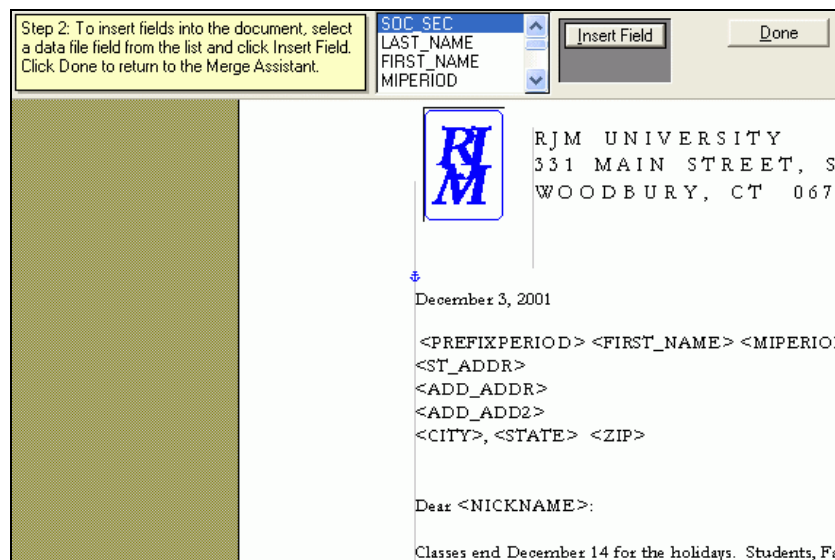 Step 2: To insert fields into the document, select
a data file field from the list and click Insert Field.
Click Done to return to the Merge Assistant.
SOC_SEC
LAST_NAME
FIRST_NAME
MIPERIOD
Insert Field
Done
RJM
RJM UNIVERSITY
331 MAIN STREET, S
WOODBURY, CT 067
December 3, 2001
<PREFIXPERIOD> <FIRST_NAME> <MIPERIO
<ST_ADDR>
<ADD_ADDR>
<ADD_ADD2>
<CITY>, <STATE> <ZIP>
Dear <NICKNAME>:
Classes end December 14 for the holidays. Students, Fa